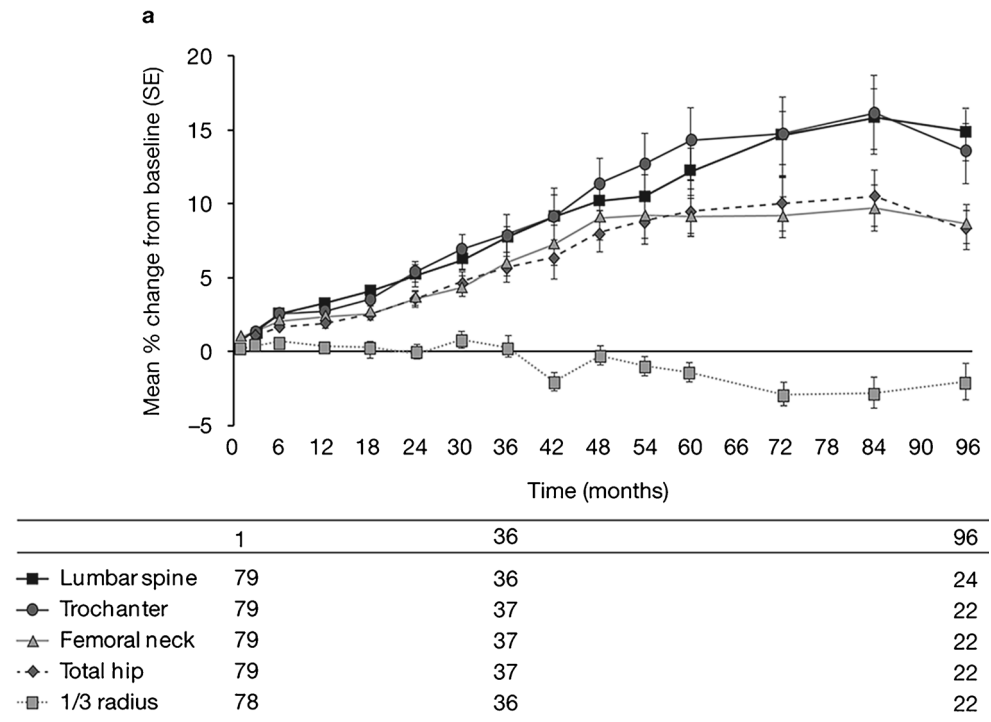 a
Mean % change from baseline (SE)
20
15
10
5
0
–5
0 6 12 18 24 30 36 42 48 54 60 66 72 78 84 90 96
Time (months)
1 36 96
Lumbar spine 79 36 24
Trochanter 79 37 22
Femoral neck 79 37 22
Total hip 79 37 22
1/3 radius 78 36 22